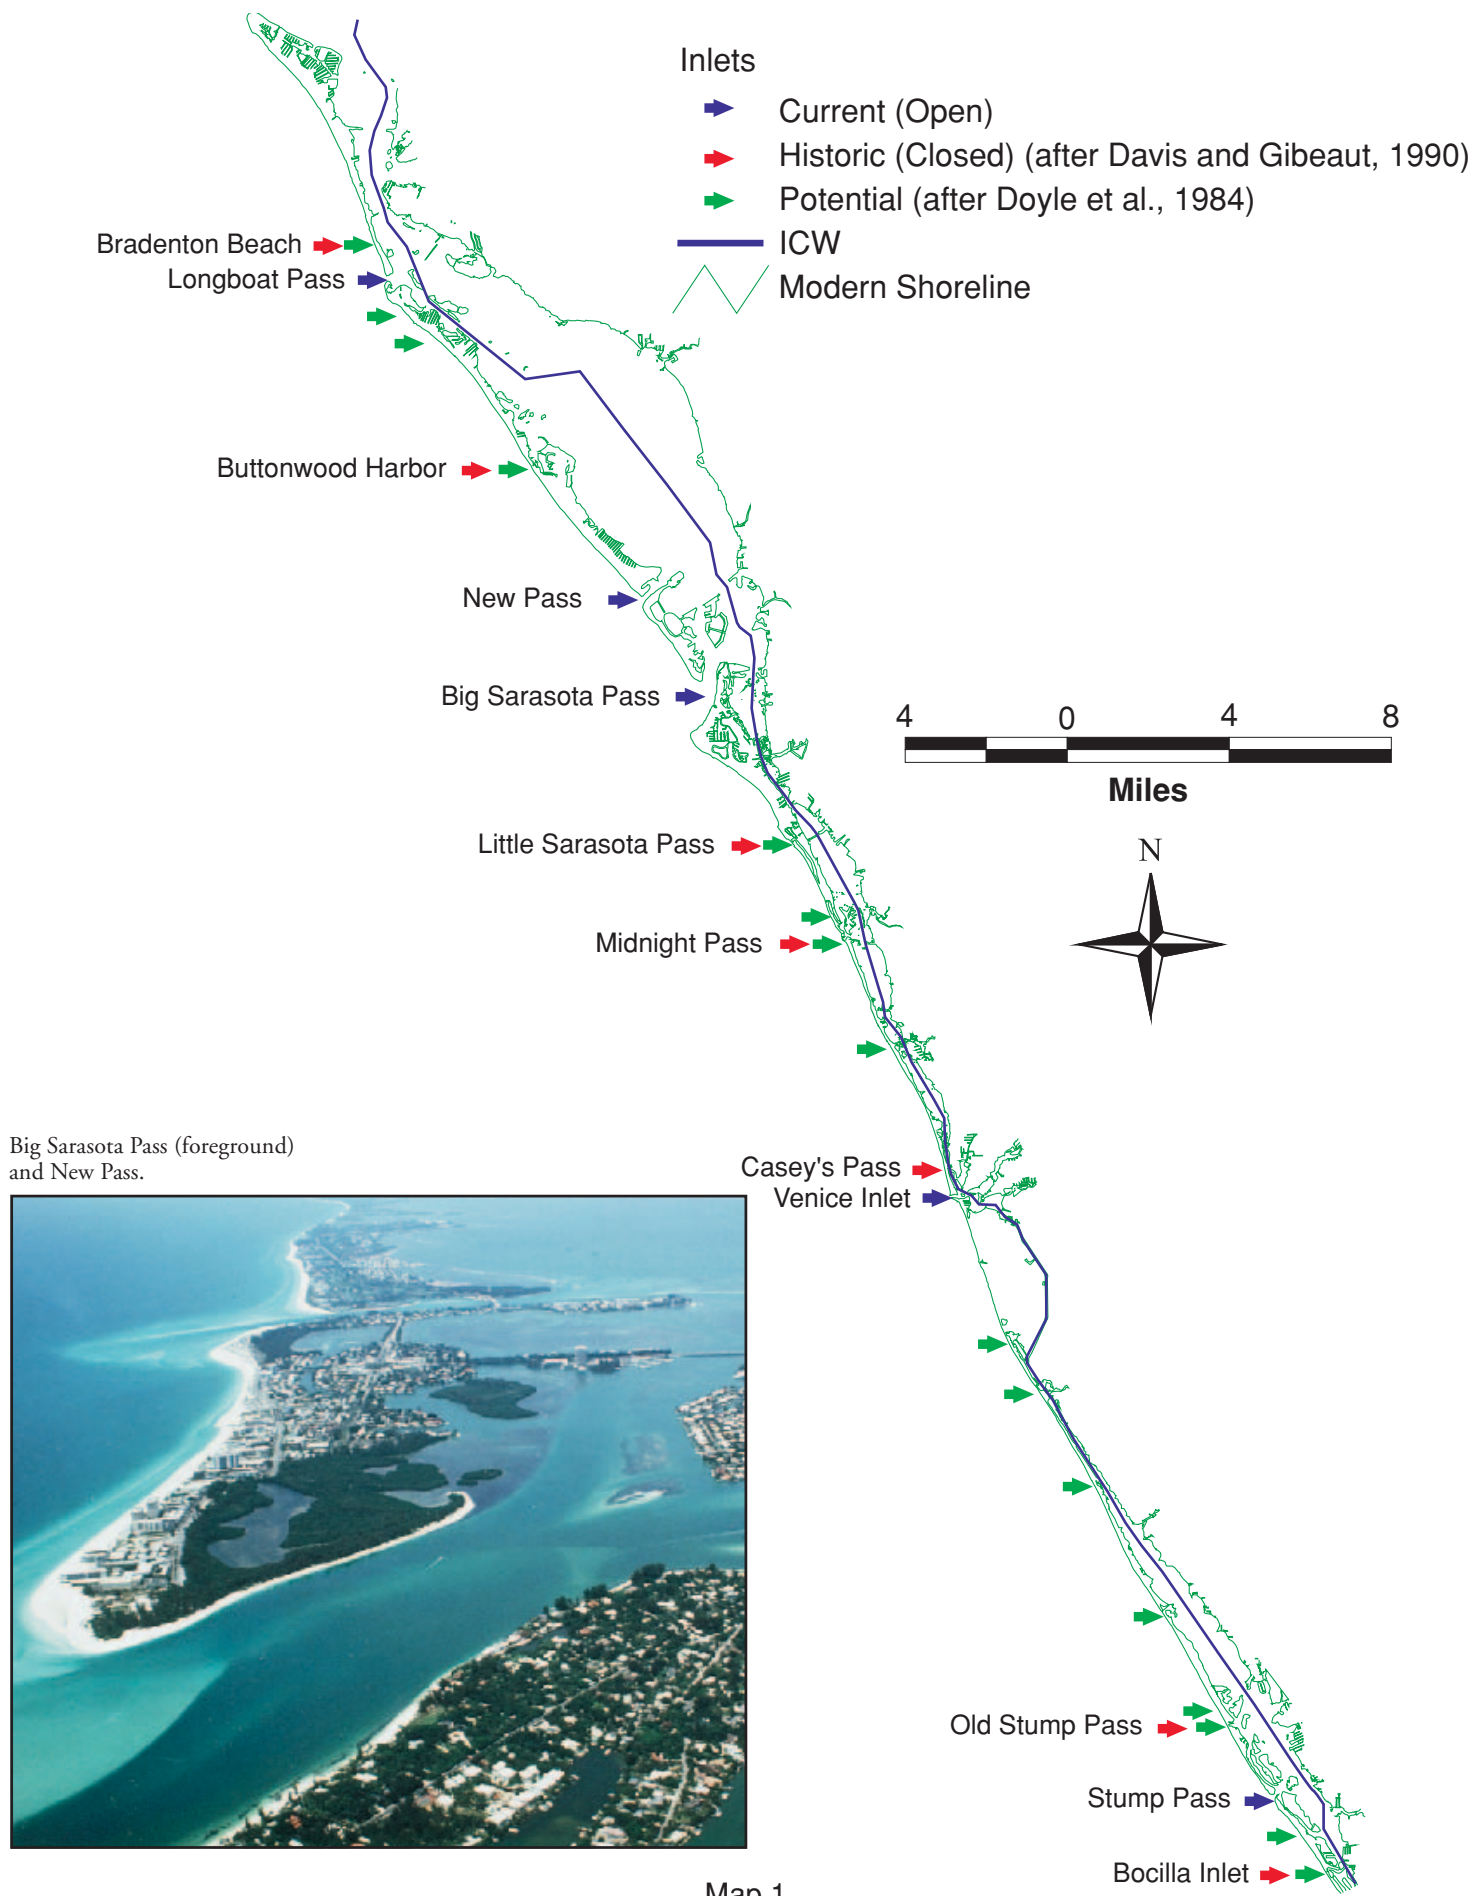 Inlets
Current (Open)
Historic (Closed) (after Davis and Gibeaut, 1990)
Potential (after Doyle et al., 1984)
ICW
Modern Shoreline
Bradenton Beach
Longboat Pass
Buttonwood Harbor
New Pass
Big Sarasota Pass
4 0 4 8
Miles
Little Sarasota Pass
N
Midnight Pass
Big Sarasota Pass (foreground)
and New Pass.
Casey's Pass
Venice Inlet
Old Stump Pass
Stump Pass
Bocilla Inlet
Map 1